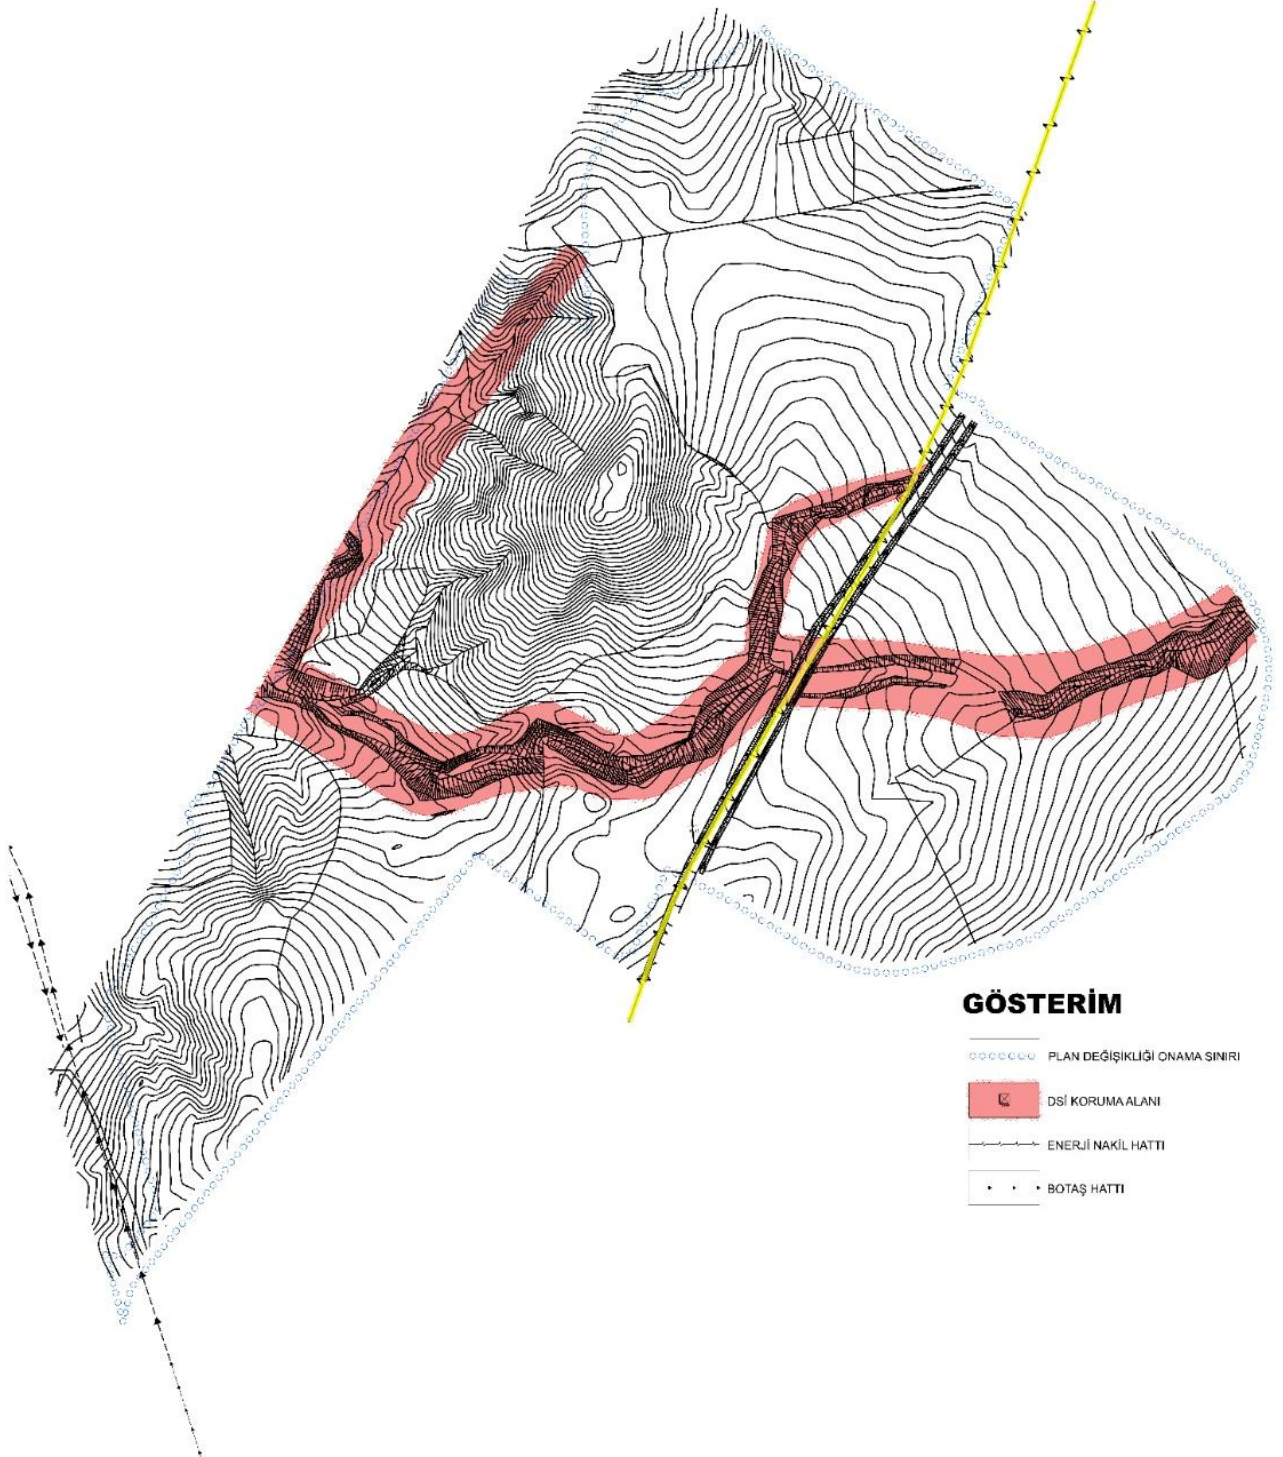 GÖSTERİM
PLAN DEĞİŞİKLİĞİ ONAMA SINIRI
DSİ KORUMA ALANI
ENERJİ NAKİL HATTI
BOTAŞ HATTI